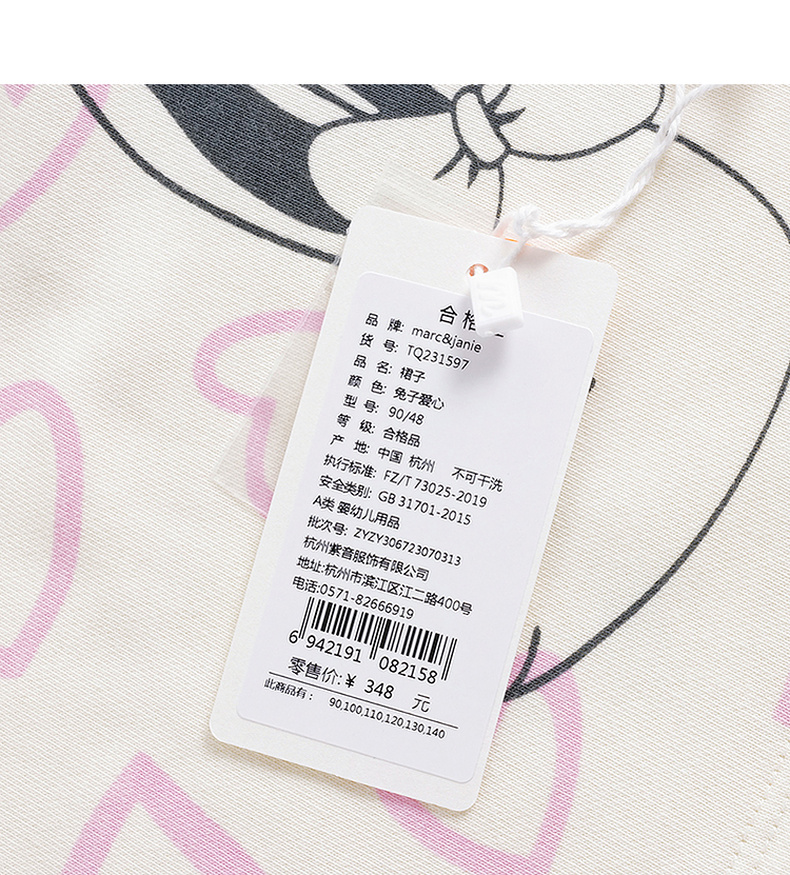 合格
品 牌: marc&janie
货 号: TQ231597
品 名: 裙子
颜 色: 兔子爱心
型 号: 90/48
等 级: 合格品
产 地: 中国 杭州 不可干洗
执行标准: FZ/T 73025-2019
安全类别: GB 31701-2015
A类 婴幼儿用品
批次号: ZYZY306723070313
杭州紫音服饰有限公司
地址:杭州市滨江区江二路400号
电话:0571-82666919
6 942191 082158
零售价:¥ 348 元
此商品有: 90,100,110,120,130,140